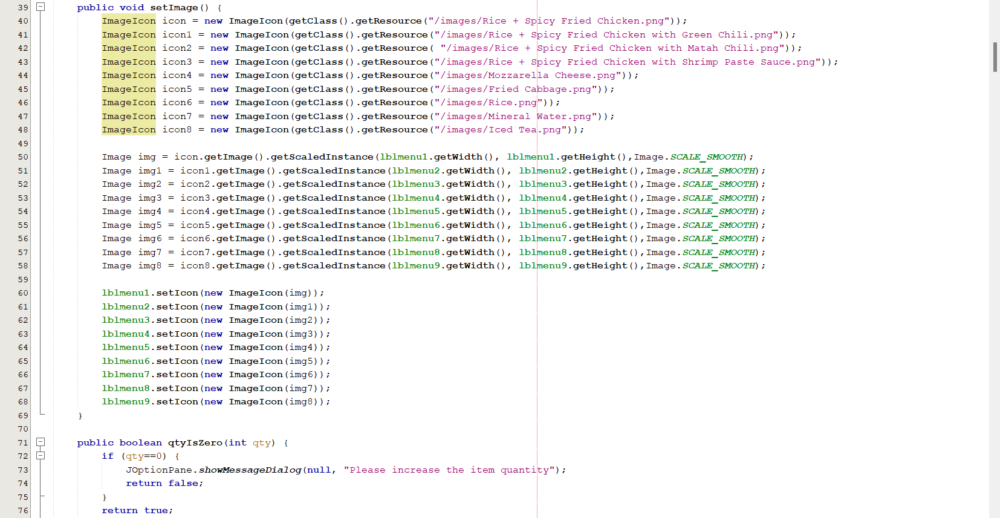 39 public void setImage() {
40 ImageIcon icon = new ImageIcon(getClass().getResource("/images/Rice + Spicy Fried Chicken.png"));
41 ImageIcon icon1 = new ImageIcon(getClass().getResource("/images/Rice + Spicy Fried Chicken with Green Chili.png"));
42 ImageIcon icon2 = new ImageIcon(getClass().getResource( "/images/Rice + Spicy Fried Chicken with Matah Chili.png"));
43 ImageIcon icon3 = new ImageIcon(getClass().getResource("/images/Rice + Spicy Fried Chicken with Shrimp Paste Sauce.png"));
44 ImageIcon icon4 = new ImageIcon(getClass().getResource("/images/Mozzarella Cheese.png"));
45 ImageIcon icon5 = new ImageIcon(getClass().getResource("/images/Fried Cabbage.png"));
46 ImageIcon icon6 = new ImageIcon(getClass().getResource("/images/Rice.png"));
47 ImageIcon icon7 = new ImageIcon(getClass().getResource("/images/Mineral Water.png"));
48 ImageIcon icon8 = new ImageIcon(getClass().getResource("/images/Iced Tea.png"));
49
50 Image img = icon.getImage().getScaledInstance(lblmenu1.getWidth(), lblmenu1.getHeight(),Image.SCALE_SMOOTH);
51 Image img1 = icon1.getImage().getScaledInstance(lblmenu2.getWidth(), lblmenu2.getHeight(),Image.SCALE_SMOOTH);
52 Image img2 = icon2.getImage().getScaledInstance(lblmenu3.getWidth(), lblmenu3.getHeight(),Image.SCALE_SMOOTH);
53 Image img3 = icon3.getImage().getScaledInstance(lblmenu4.getWidth(), lblmenu4.getHeight(),Image.SCALE_SMOOTH);
54 Image img4 = icon4.getImage().getScaledInstance(lblmenu5.getWidth(), lblmenu5.getHeight(),Image.SCALE_SMOOTH);
55 Image img5 = icon5.getImage().getScaledInstance(lblmenu6.getWidth(), lblmenu6.getHeight(),Image.SCALE_SMOOTH);
56 Image img6 = icon6.getImage().getScaledInstance(lblmenu7.getWidth(), lblmenu7.getHeight(),Image.SCALE_SMOOTH);
57 Image img7 = icon7.getImage().getScaledInstance(lblmenu8.getWidth(), lblmenu8.getHeight(),Image.SCALE_SMOOTH);
58 Image img8 = icon8.getImage().getScaledInstance(lblmenu9.getWidth(), lblmenu9.getHeight(),Image.SCALE_SMOOTH);
59
60 lblmenu1.setIcon(new ImageIcon(img));
61 lblmenu2.setIcon(new ImageIcon(img1));
62 lblmenu3.setIcon(new ImageIcon(img2));
63 lblmenu4.setIcon(new ImageIcon(img3));
64 lblmenu5.setIcon(new ImageIcon(img4));
65 lblmenu6.setIcon(new ImageIcon(img5));
66 lblmenu7.setIcon(new ImageIcon(img6));
67 lblmenu8.setIcon(new ImageIcon(img7));
68 lblmenu9.setIcon(new ImageIcon(img8));
69 }
70
71 public boolean qtyIsZero(int qty) {
72 if (qty==0) {
73 JOptionPane.showMessageDialog(null, "Please increase the item quantity");
74 return false;
75 }
76 return true;